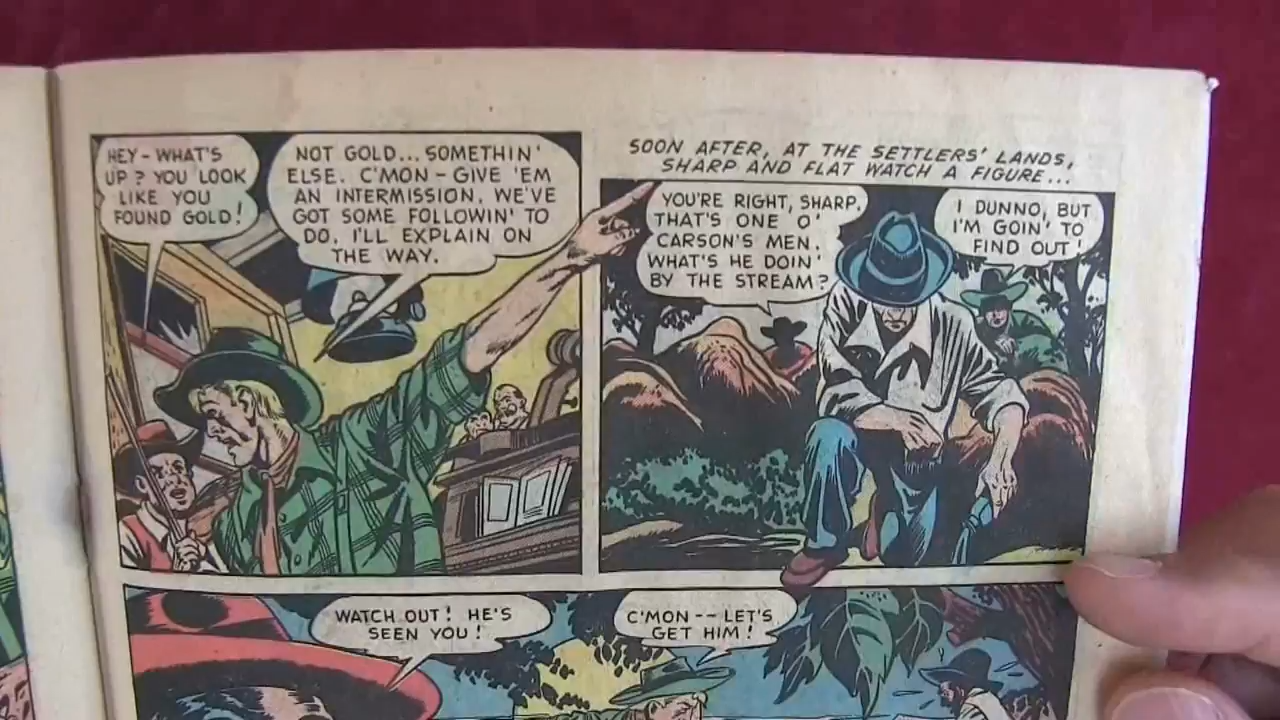 HEY - WHAT'S
UP? YOU LOOK
LIKE YOU
FOUND GOLD!
NOT GOLD... SOMETHIN'
ELSE. C'MON - GIVE 'EM
AN INTERMISSION. WE'VE
GOT SOME FOLLOWIN' TO
DO. I'LL EXPLAIN ON
THE WAY.
SOON AFTER, AT THE SETTLERS' LANDS,
SHARP AND FLAT WATCH A FIGURE...
YOU'RE RIGHT, SHARP.
THAT'S ONE O'
CARSON'S MEN.
WHAT'S HE DOIN'
BY THE STREAM?
I DUNNO, BUT
I'M GOIN' TO
FIND OUT!
WATCH OUT! HE'S
SEEN YOU!
C'MON -- LET'S
GET HIM!